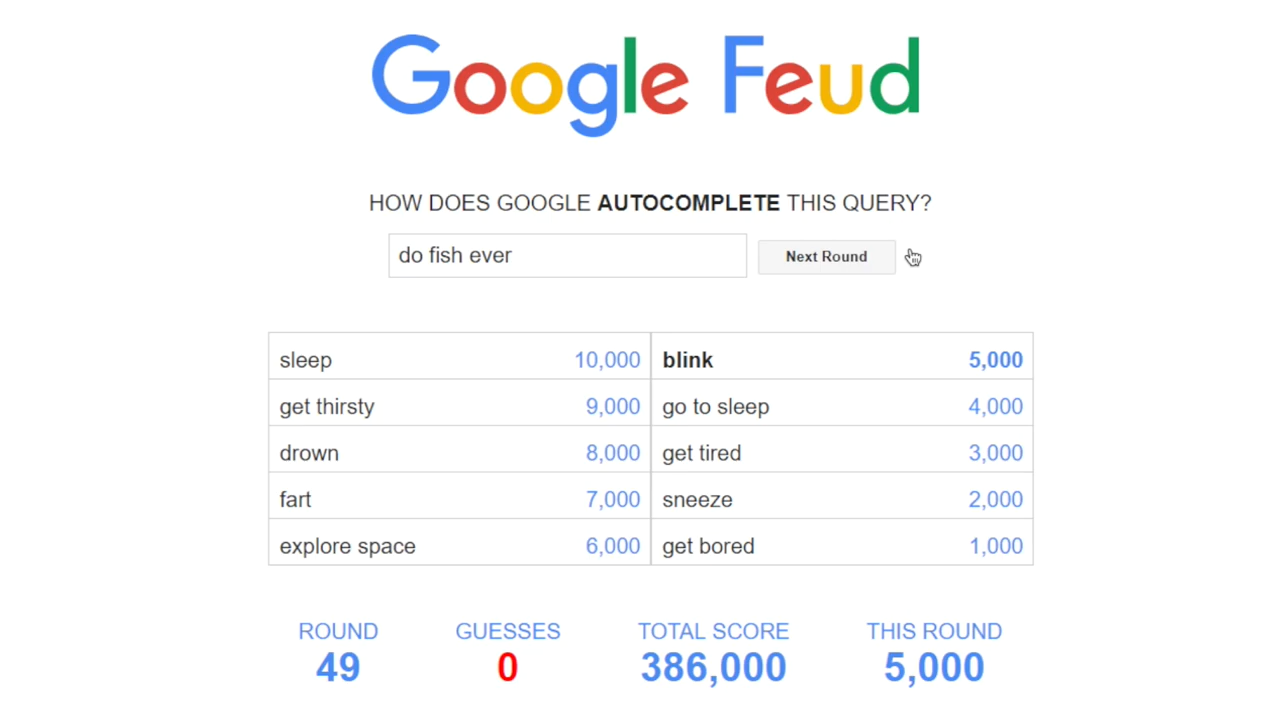 Google Feud
HOW DOES GOOGLE AUTOCOMPLETE THIS QUERY?
do fish ever
Next Round
sleep 10,000 blink 5,000
get thirsty 9,000 go to sleep 4,000
drown 8,000 get tired 3,000
fart 7,000 sneeze 2,000
explore space 6,000 get bored 1,000
ROUND GUESSES TOTAL SCORE THIS ROUND
49 0 386,000 5,000